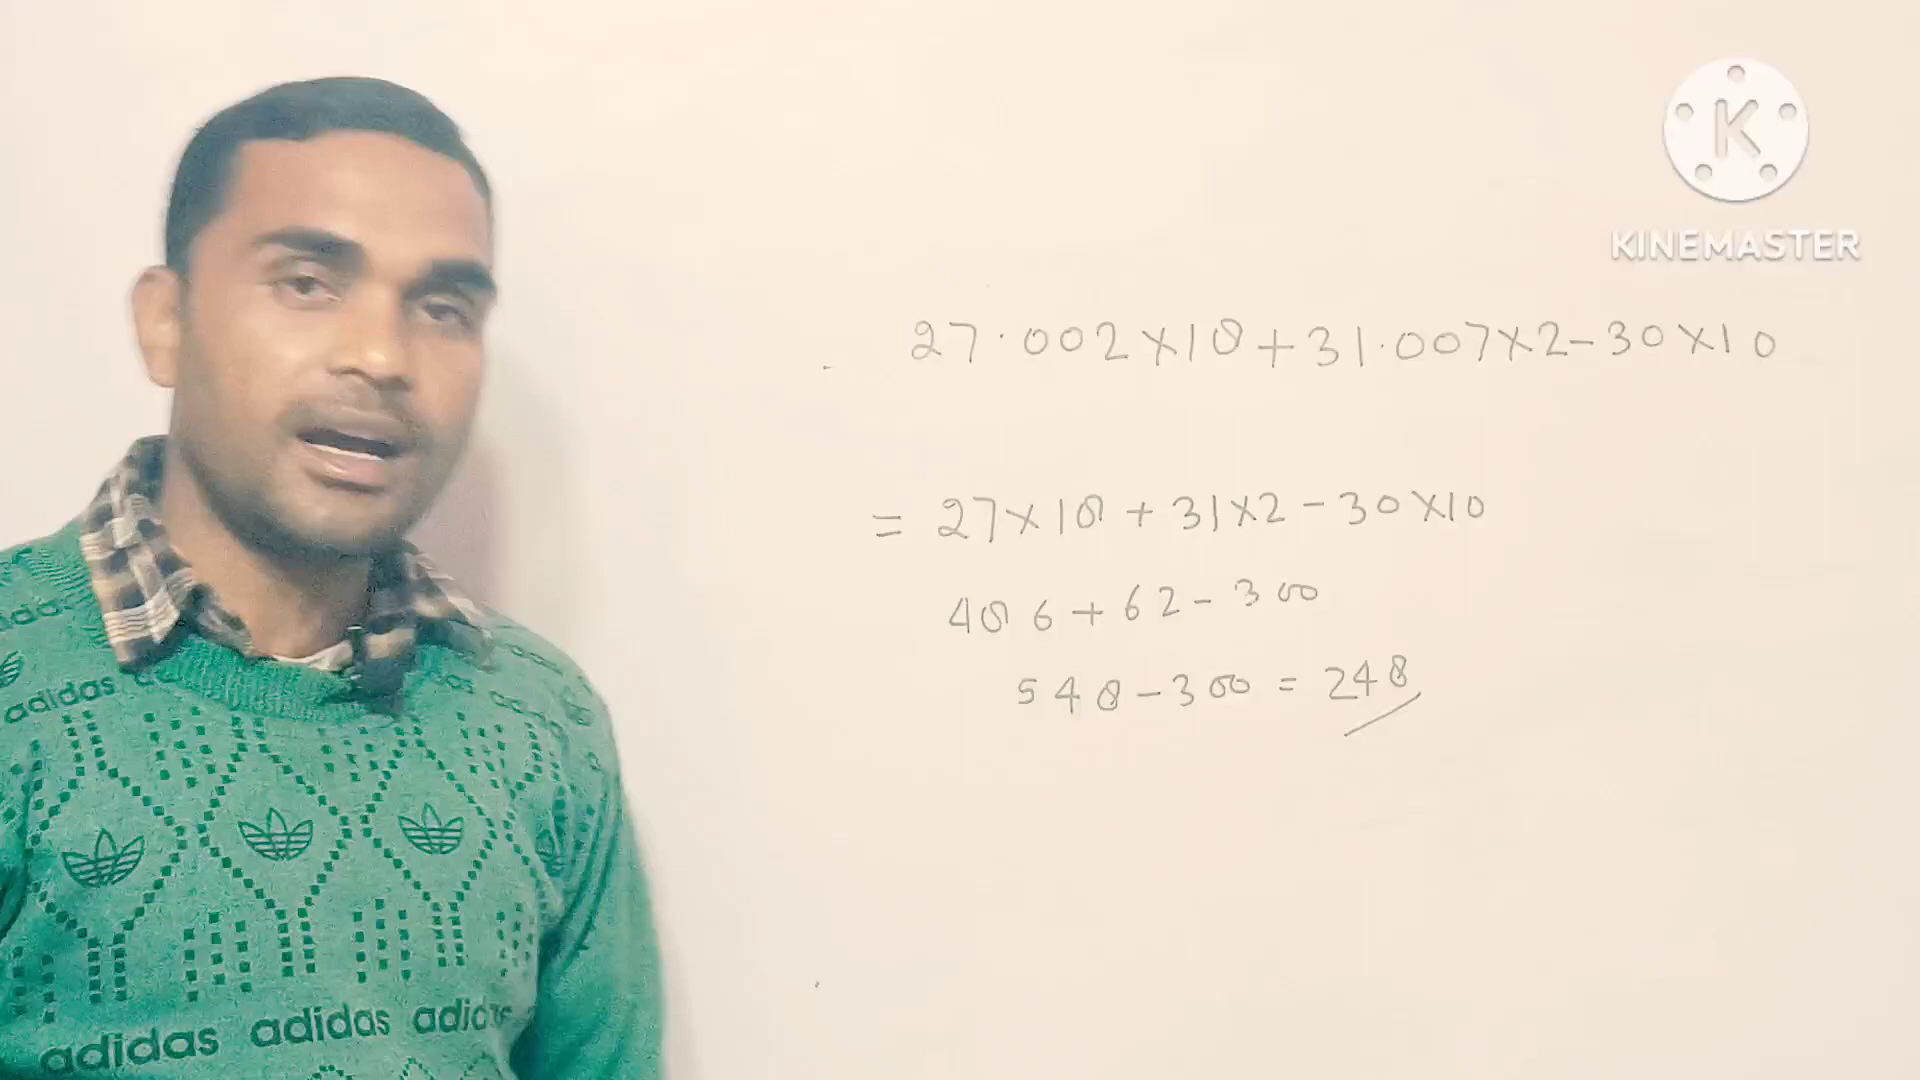 K
KINEMASTER
27.002×18+31.007×2-30×10
= 27×18+31×2-30×10
486+62-300
548-300=248
adidas
adidas adidas adidas